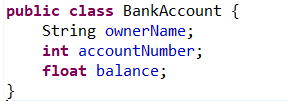 public class BankAccount {
    String ownerName;
    int accountNumber;
    float balance;
}